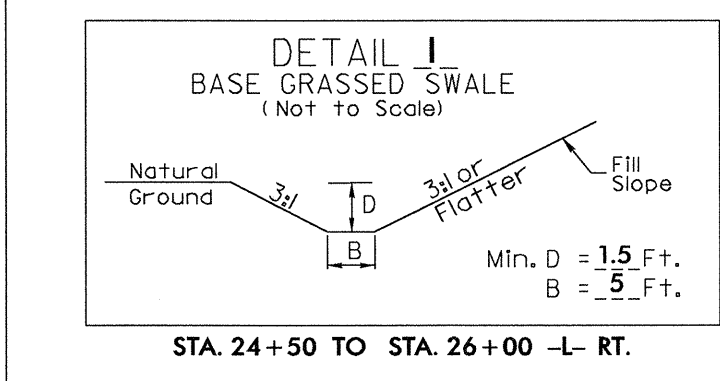 DETAIL 1
BASE GRASSED SWALE
(Not to Scale)
Natural
Ground
3:1
D
B
3:1 or
Flatter
Fill
Slope
Min. D = 1.5 Ft.
B = 5 Ft.
STA. 24+50 TO STA. 26+00 -L- RT.